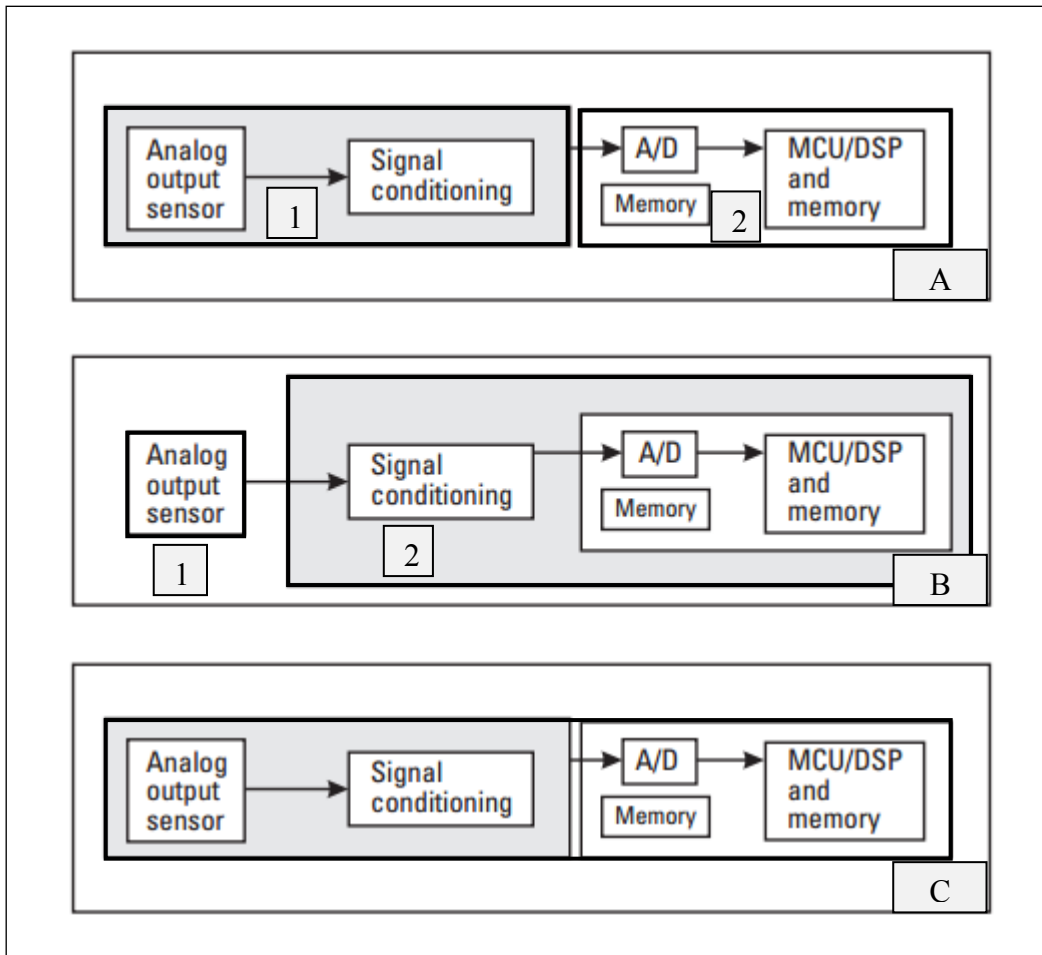 Analog
output
sensor
1
Signal
conditioning
A/D
Memory
2
MCU/DSP
and
memory
A
Analog
output
sensor
1
Signal
conditioning
2
A/D
Memory
MCU/DSP
and
memory
B
Analog
output
sensor
Signal
conditioning
A/D
Memory
MCU/DSP
and
memory
C